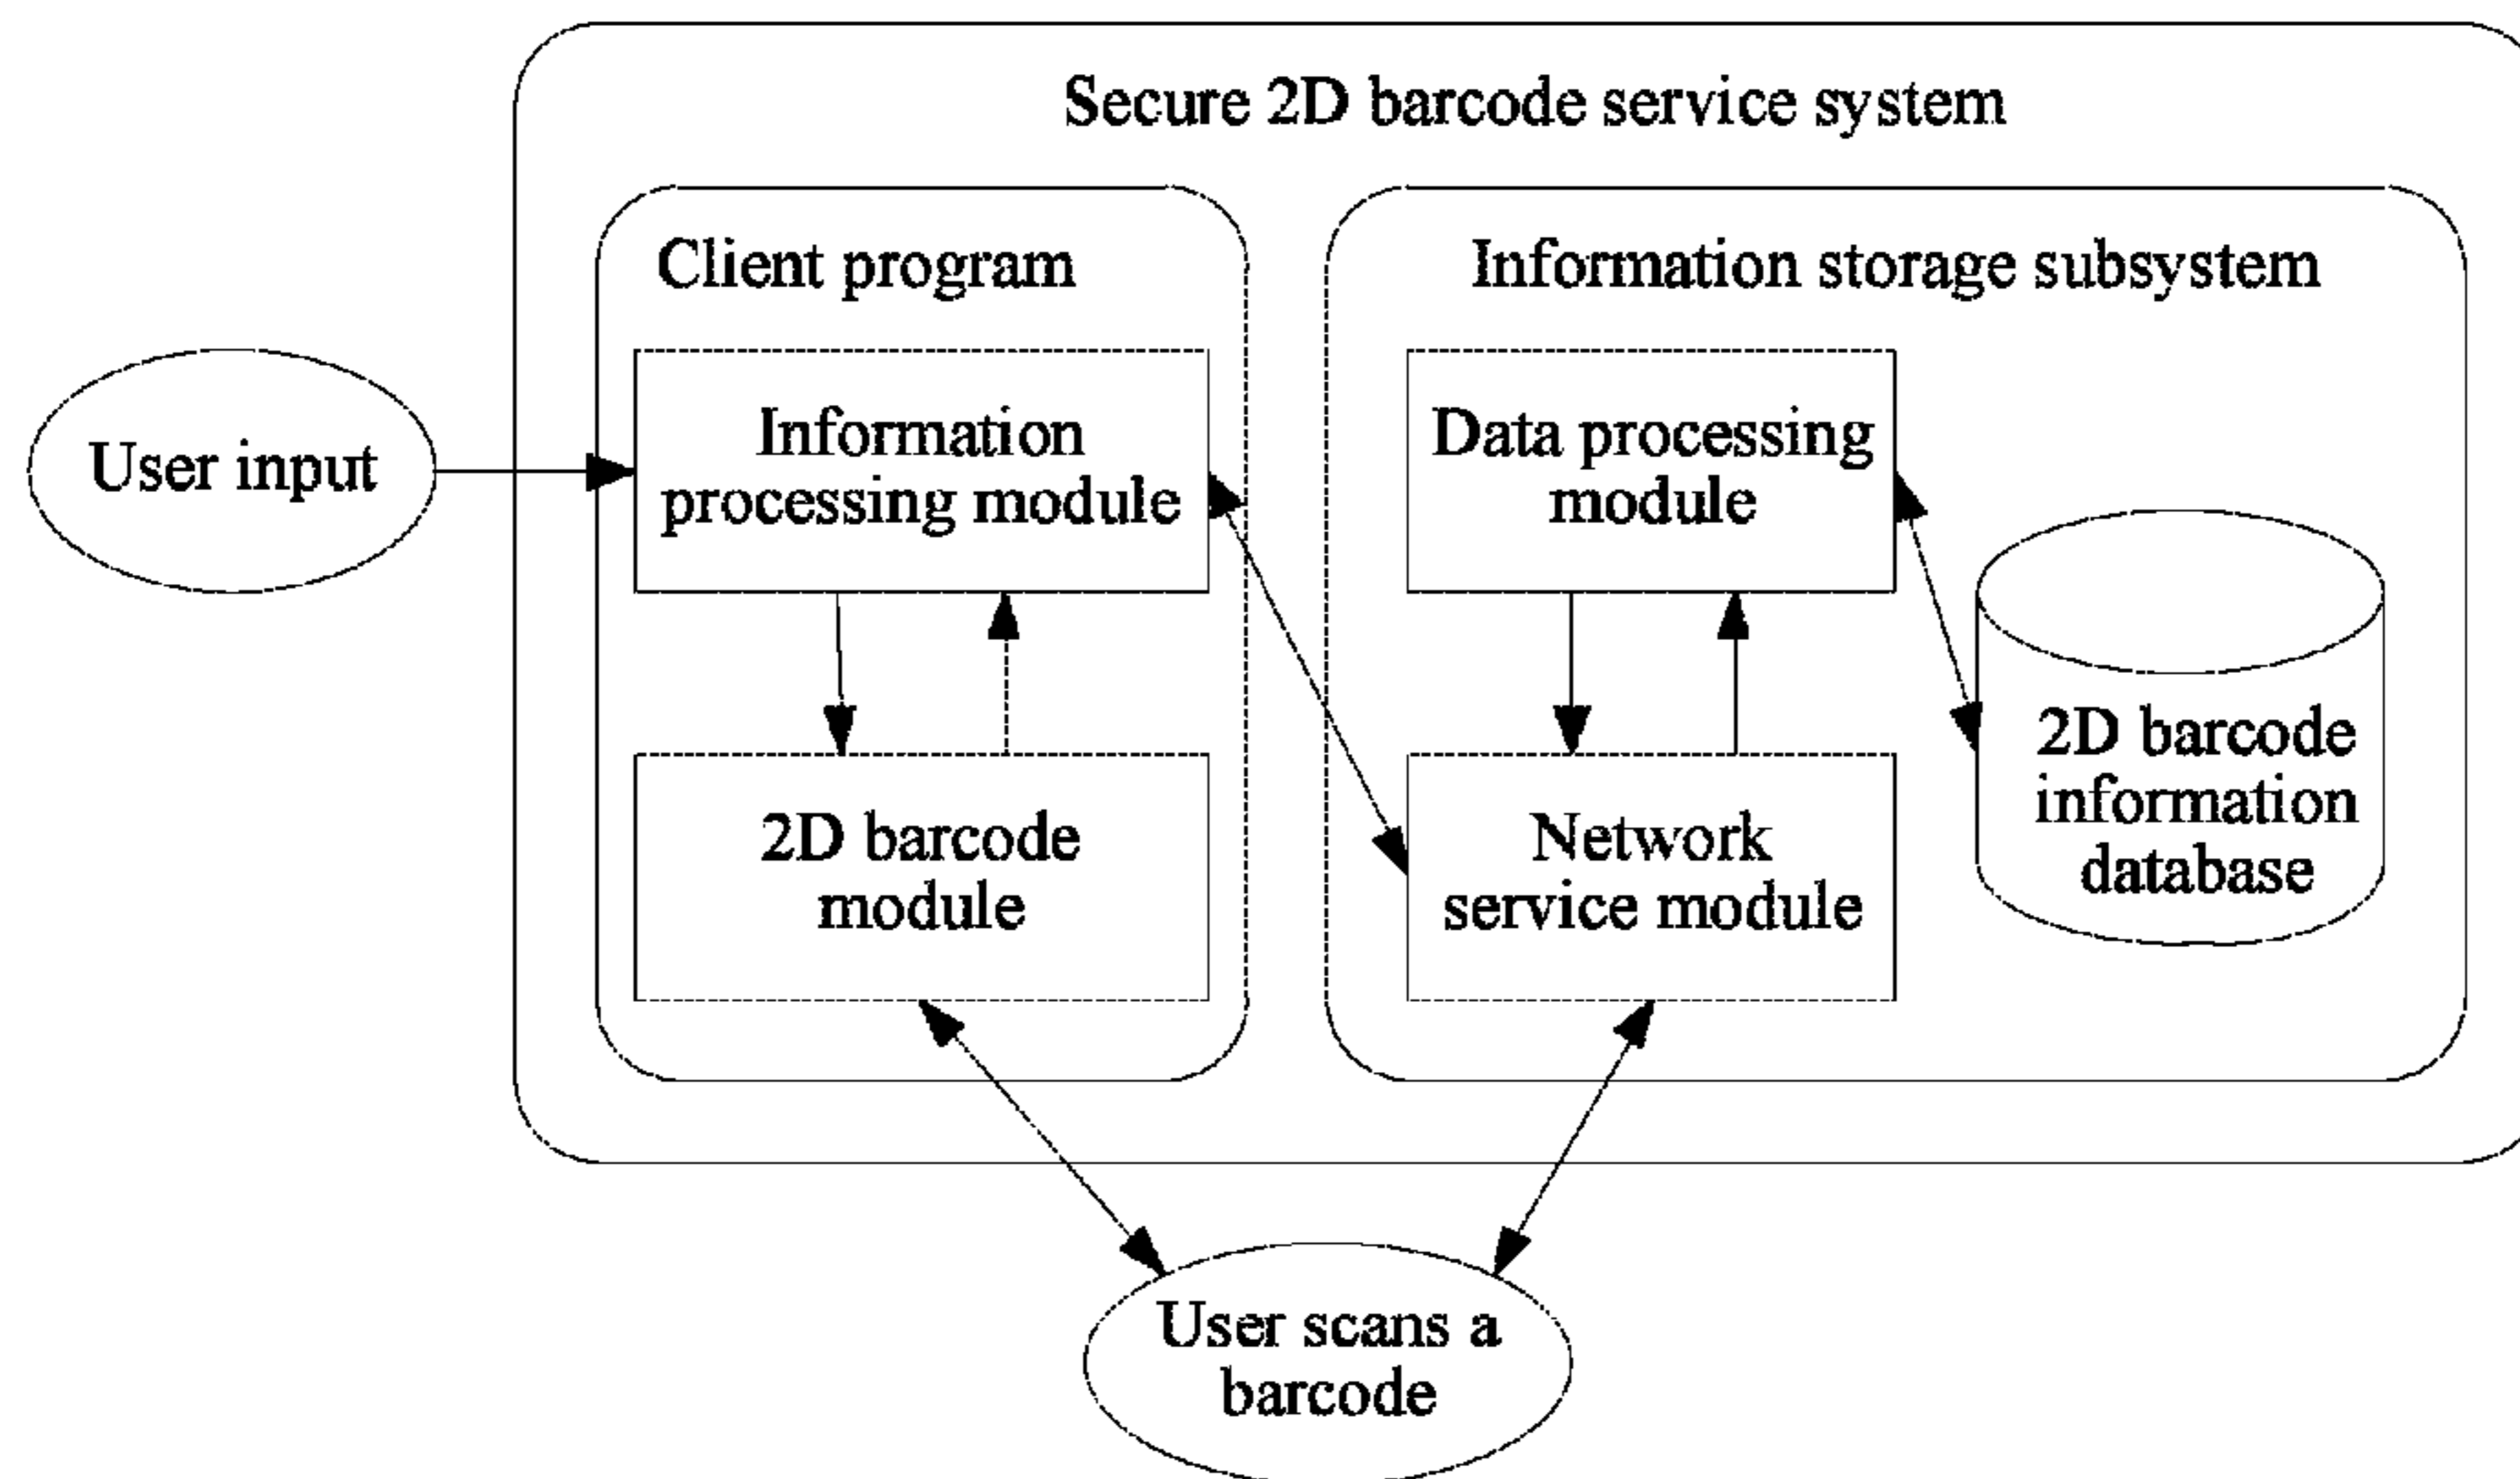 Secure 2D barcode service system
Client program
Information storage subsystem
User input
Information
processing module
Data processing
module
2D barcode
module
Network
service module
2D barcode
information
database
User scans a
barcode